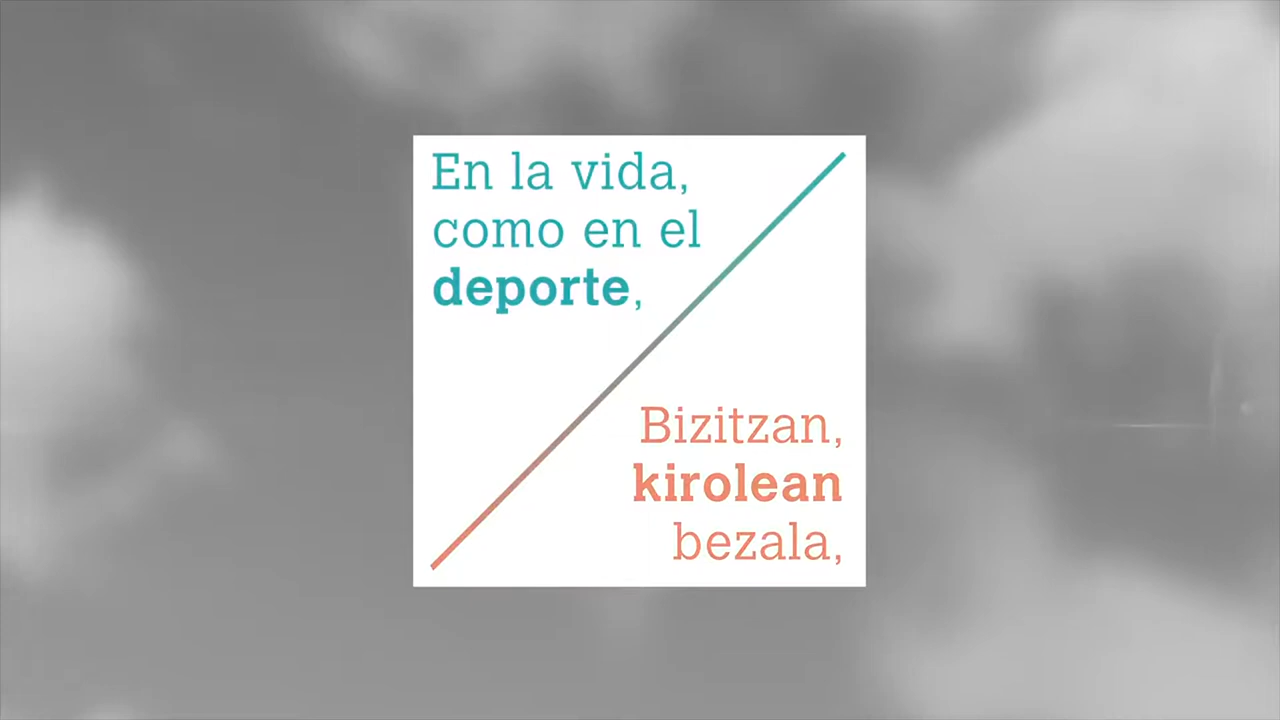 En la vida,
como en el
deporte,
Bizitzan,
kirolean
bezala,